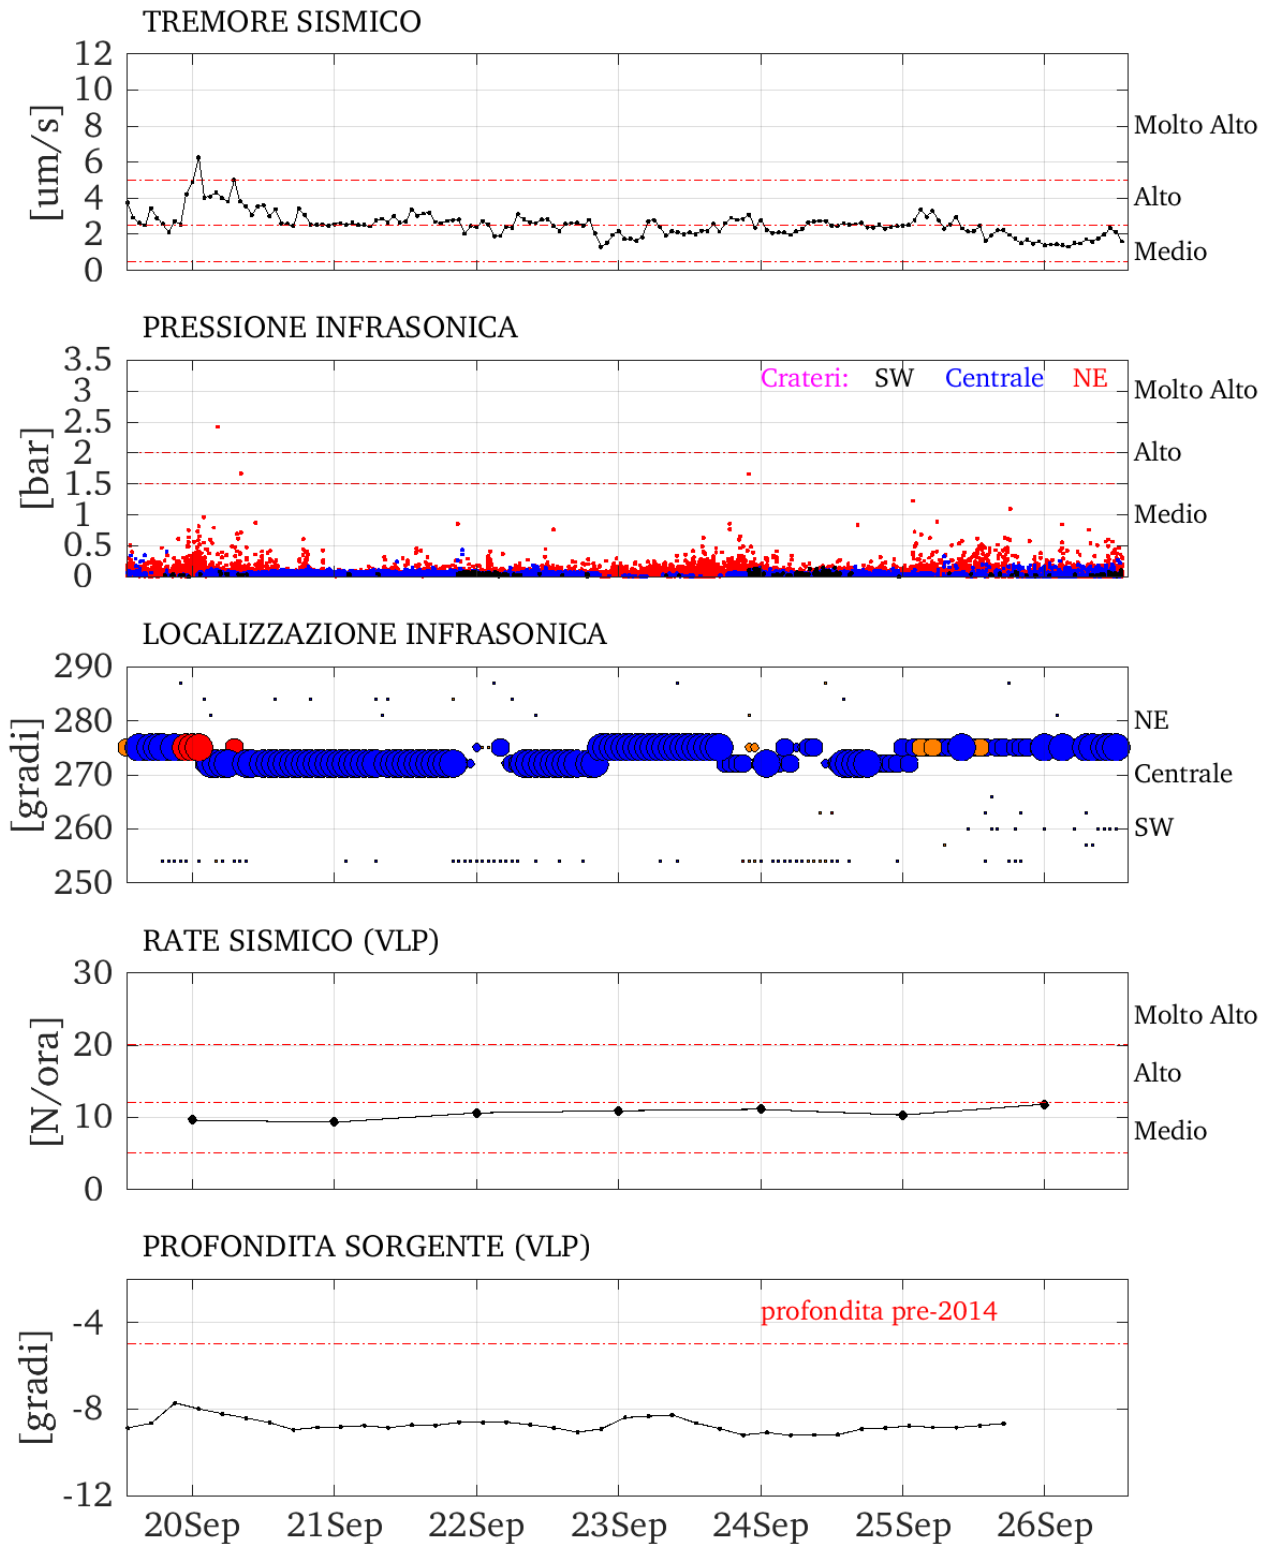 TREMORE SISMICO
12
10
8
6
4
2
0
[um/s]
Molto Alto
Alto
Medio
PRESSIONE INFRASONICA
3.5
3
2.5
2
1.5
1
0.5
0
[bar]
Crateri: SW Centrale NE
Molto Alto
Alto
Medio
LOCALIZZAZIONE INFRASONICA
290
280
270
260
250
[gradi]
NE
Centrale
SW
RATE SISMICO (VLP)
30
20
10
0
[N/ora]
Molto Alto
Alto
Medio
PROFONDITA SORGENTE (VLP)
-4
-8
-12
[gradi]
profondita pre-2014
20Sep 21Sep 22Sep 23Sep 24Sep 25Sep 26Sep